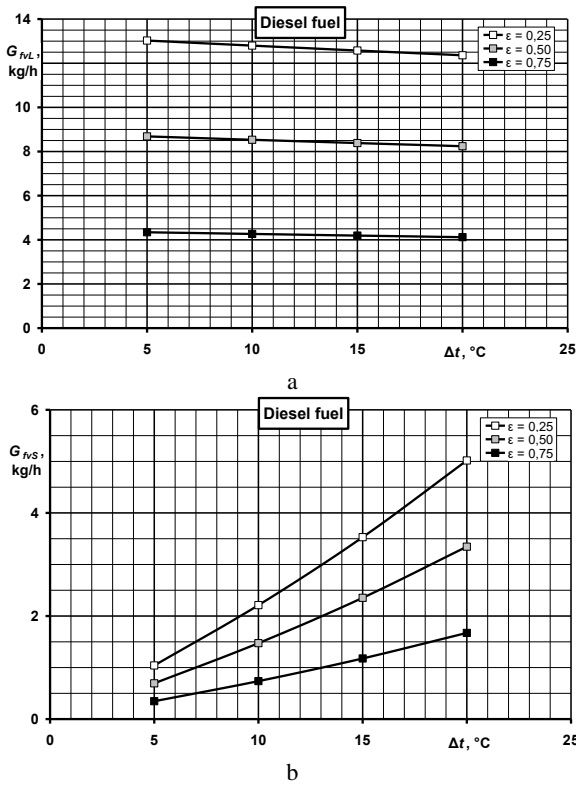 Diesel fuel
14
G fvL ,
kg/h
12
10
8
6
4
2
0
ε = 0,25
ε = 0,50
ε = 0,75
0 5 10 15 Δt, °C 25
a
Diesel fuel
6
G fvS ,
kg/h
4
2
0
ε = 0,25
ε = 0,50
ε = 0,75
0 5 10 15 Δt, °C 25
b